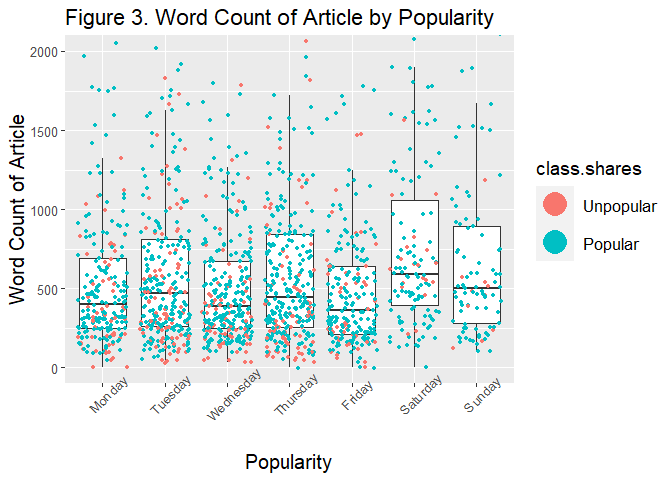 Figure 3. Word Count of Article by Popularity
Word Count of Article
2000
1500
1000
500
0
Monday
Tuesday
Wednesday
Thursday
Friday
Saturday
Sunday
Popularity
class.shares
Unpopular
Popular